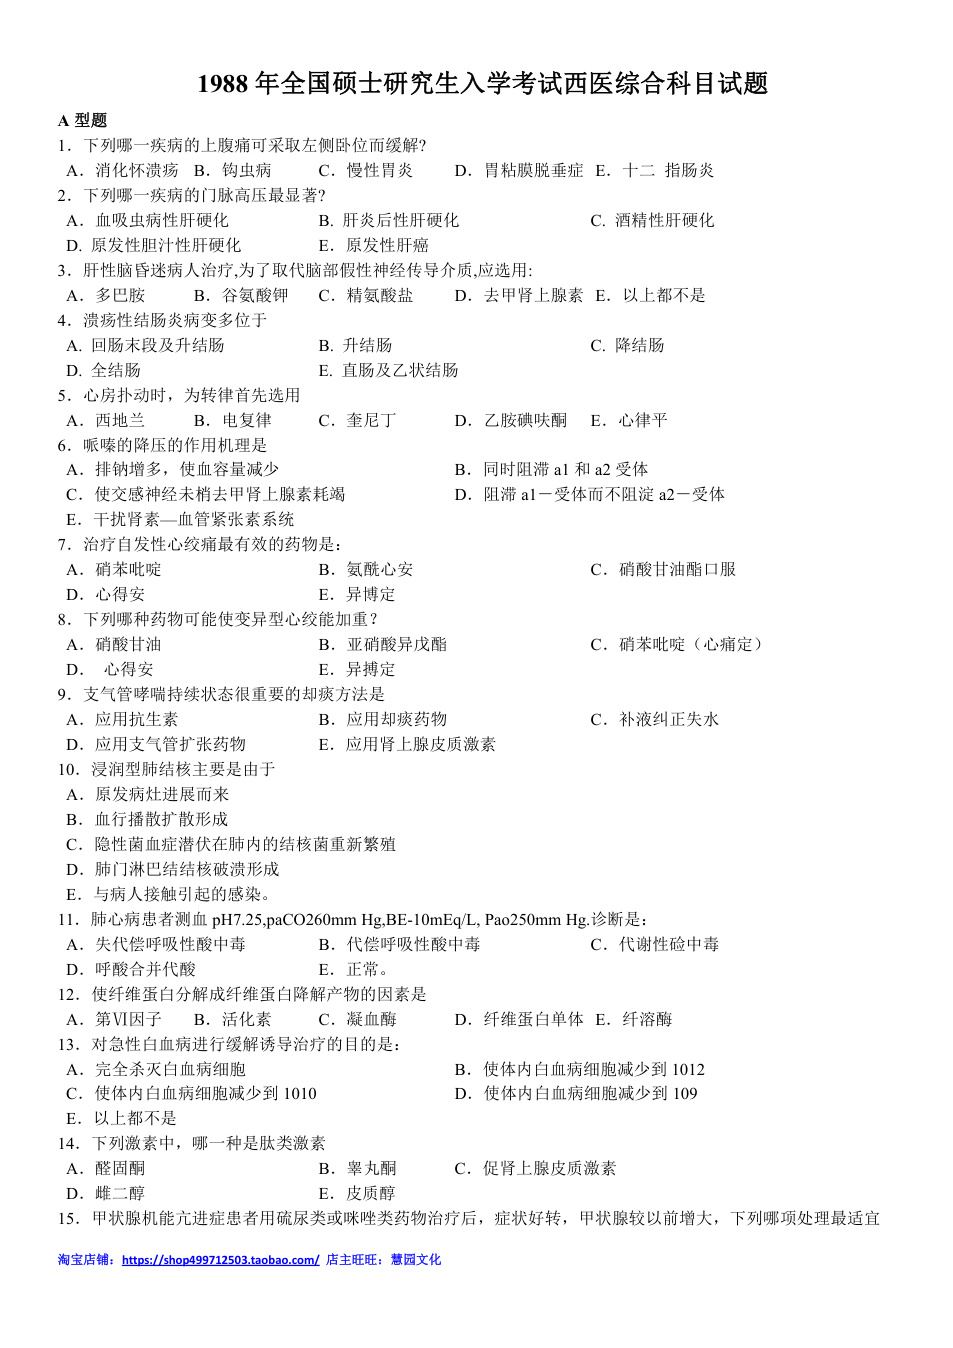 1988 年全国硕士研究生入学考试西医综合科目试题
A 型题
1．下列哪一疾病的上腹痛可采取左侧卧位而缓解?
A．消化怀溃疡 B．钩虫病 C．慢性胃炎 D．胃粘膜脱垂症 E．十二 指肠炎
2．下列哪一疾病的门脉高压最显著?
A．血吸虫病性肝硬化 B. 肝炎后性肝硬化 C. 酒精性肝硬化
D. 原发性胆汁性肝硬化 E．原发性肝癌
3．肝性脑昏迷病人治疗,为了取代脑部假性神经传导介质,应选用:
A．多巴胺 B．谷氨酸钾 C．精氨酸盐 D．去甲肾上腺素 E．以上都不是
4．溃疡性结肠炎病变多位于
A. 回肠末段及升结肠 B. 升结肠 C. 降结肠
D. 全结肠 E. 直肠及乙状结肠
5．心房扑动时，为转律首先选用
A．西地兰 B．电复律 C．奎尼丁 D．乙胺碘呋酮 E．心律平
6．哌嗪的降压的作用机理是
A．排钠增多，使血容量减少 B．同时阻滞 a1 和 a2 受体
C．使交感神经未梢去甲肾上腺素耗竭 D．阻滞 a1－受体而不阻淀 a2－受体
E．干扰肾素—血管紧张素系统
7．治疗自发性心绞痛最有效的药物是：
A．硝苯吡啶 B．氨酰心安 C．硝酸甘油酯口服
D．心得安 E．异博定
8．下列哪种药物可能使变异型心绞能加重？
A．硝酸甘油 B．亚硝酸异戊酯 C．硝苯吡啶（心痛定）
D． 心得安 E．异搏定
9．支气管哮喘持续状态很重要的却痰方法是
A．应用抗生素 B．应用却痰药物 C．补液纠正失水
D．应用支气管扩张药物 E．应用肾上腺皮质激素
10．浸润型肺结核主要是由于
A．原发病灶进展而来
B．血行播散扩散形成
C．隐性菌血症潜伏在肺内的结核菌重新繁殖
D．肺门淋巴结结核破溃形成
E．与病人接触引起的感染。
11．肺心病患者测血 pH7.25,paCO260mm Hg,BE-10mEq/L, Pao250mm Hg.诊断是：
A．失代偿呼吸性酸中毒 B．代偿呼吸性酸中毒 C．代谢性硷中毒
D．呼酸合并代酸 E．正常。
12．使纤维蛋白分解成纤维蛋白降解产物的因素是
A．第Ⅵ因子 B．活化素 C．凝血酶 D．纤维蛋白单体 E．纤溶酶
13．对急性白血病进行缓解诱导治疗的目的是：
A．完全杀灭白血病细胞 B．使体内白血病细胞减少到 1012
C．使体内白血病细胞减少到 1010 D．使体内白血病细胞减少到 109
E．以上都不是
14．下列激素中，哪一种是肽类激素
A．醛固酮 B．睾丸酮 C．促肾上腺皮质激素
D．雌二醇 E．皮质醇
15．甲状腺机能亢进症患者用硫尿类或咪唑类药物治疗后，症状好转，甲状腺较以前增大，下列哪项处理最适宜
淘宝店铺：https://shop499712503.taobao.com/ 店主旺旺：慧园文化